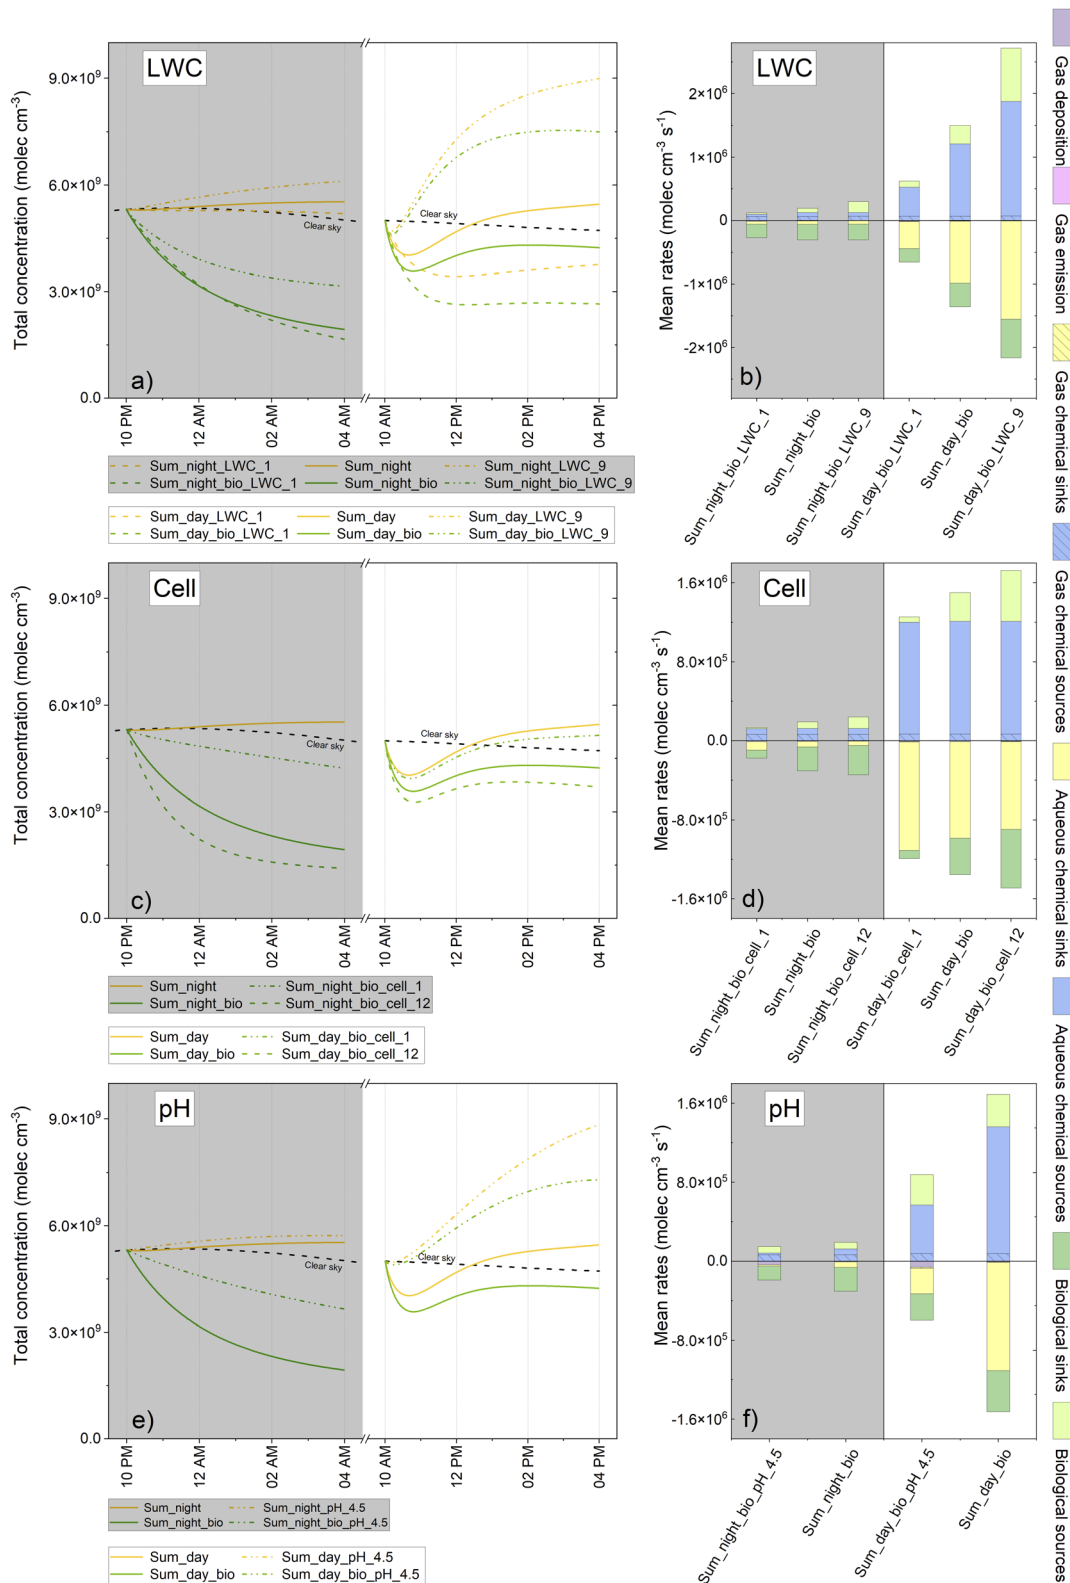 LWC
Total concentration (molec cm⁻³)
9.0×10⁹
6.0×10⁹
3.0×10⁹
0.0
Clear sky
Clear sky
a)
10 PM
12 AM
02 AM
04 AM
10 AM
12 PM
02 PM
04 PM
Sum_night_LWC_1
Sum_night
Sum_night_LWC_9
Sum_night_bio_LWC_1
Sum_night_bio
Sum_night_bio_LWC_9
Sum_day_LWC_1
Sum_day
Sum_day_LWC_9
Sum_day_bio_LWC_1
Sum_day_bio
Sum_day_bio_LWC_9
LWC
Mean rates (molec cm⁻³ s⁻¹)
2×10⁶
1×10⁶
0
-1×10⁶
-2×10⁶
b)
Sum_night_bio_LWC_1
Sum_night_bio
Sum_night_bio_LWC_9
Sum_day_bio_LWC_1
Sum_day_bio
Sum_day_bio_LWC_9
Cell
Total concentration (molec cm⁻³)
9.0×10⁹
6.0×10⁹
3.0×10⁹
0.0
Clear sky
Clear sky
c)
10 PM
12 AM
02 AM
04 AM
10 AM
12 PM
02 PM
04 PM
Sum_night
Sum_night_bio_cell_1
Sum_night_bio
Sum_night_bio_cell_12
Sum_day
Sum_day_bio_cell_1
Sum_day_bio
Sum_day_bio_cell_12
Cell
Mean rates (molec cm⁻³ s⁻¹)
1.6×10⁶
8.0×10⁵
0.0
-8.0×10⁵
-1.6×10⁶
d)
Sum_night_bio_cell_1
Sum_night_bio
Sum_night_bio_cell_12
Sum_day_bio_cell_1
Sum_day_bio
Sum_day_bio_cell_12
pH
Total concentration (molec cm⁻³)
9.0×10⁹
6.0×10⁹
3.0×10⁹
0.0
Clear sky
Clear sky
e)
10 PM
12 AM
02 AM
04 AM
10 AM
12 PM
02 PM
04 PM
Sum_night
Sum_night_pH_4.5
Sum_night_bio
Sum_night_bio_pH_4.5
Sum_day
Sum_day_pH_4.5
Sum_day_bio
Sum_day_bio_pH_4.5
pH
Mean rates (molec cm⁻³ s⁻¹)
1.6×10⁶
8.0×10⁵
0.0
-8.0×10⁵
-1.6×10⁶
f)
Sum_night_bio_pH_4.5
Sum_night_bio
Sum_day_bio_pH_4.5
Sum_day_bio
Gas deposition
Gas emission
Gas chemical sinks
Gas chemical sources
Aqueous chemical sinks
Aqueous chemical sources
Biological sinks
Biological sources